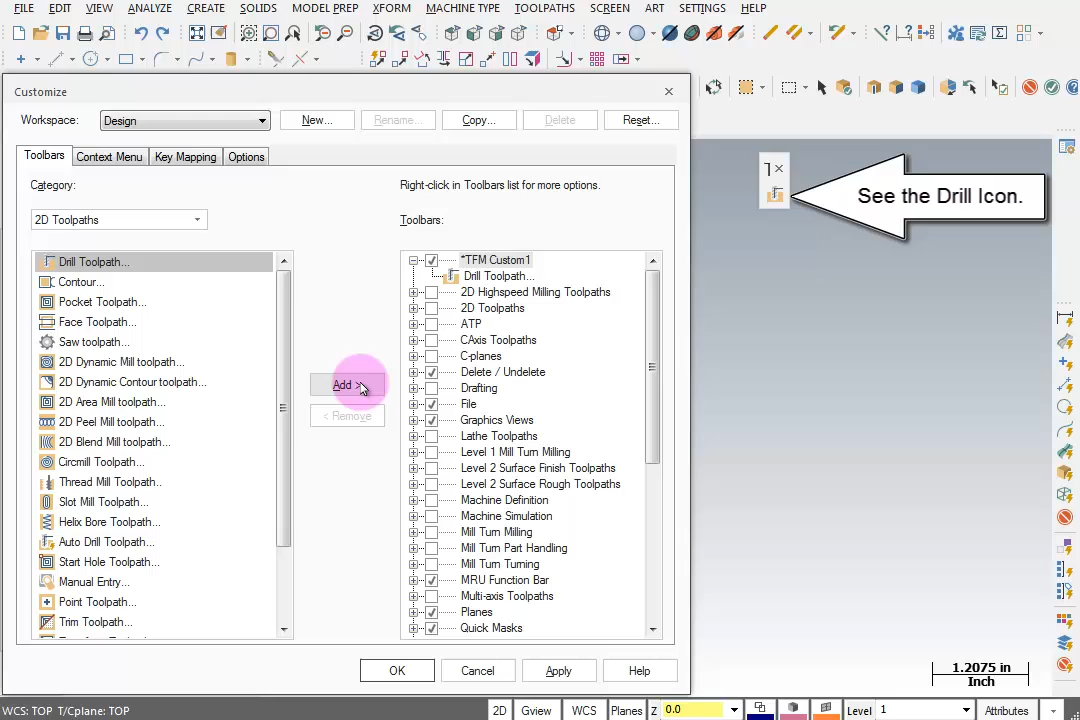 FILE EDIT VIEW ANALYZE CREATE SOLIDS MODEL PREP XFORM MACHINE TYPE TOOLPATHS SCREEN ART SETTINGS HELP
Customize
Workspace: Design New... Rename... Copy... Delete Reset...
Toolbars Context Menu Key Mapping Options
Category:
2D Toolpaths
Drill Toolpath...
Contour...
Pocket Toolpath...
Face Toolpath...
Saw toolpath...
2D Dynamic Mill toolpath...
2D Dynamic Contour toolpath...
2D Area Mill toolpath...
2D Peel Mill toolpath...
2D Blend Mill toolpath...
Circmill Toolpath...
Thread Mill Toolpath..
Slot Mill Toolpath...
Helix Bore Toolpath...
Auto Drill Toolpath...
Start Hole Toolpath...
Manual Entry...
Point Toolpath...
Trim Toolpath...
Add >
< Remove
Right-click in Toolbars list for more options.
Toolbars:
*TFM Custom1
Drill Toolpath...
2D Highspeed Milling Toolpaths
2D Toolpaths
ATP
CAxis Toolpaths
C-planes
Delete / Undelete
Drafting
File
Graphics Views
Lathe Toolpaths
Level 1 Mill Turn Milling
Level 2 Surface Finish Toolpaths
Level 2 Surface Rough Toolpaths
Machine Definition
Machine Simulation
Mill Turn Milling
Mill Turn Part Handling
Mill Turn Turning
MRU Function Bar
Multi-axis Toolpaths
Planes
Quick Masks
OK Cancel Apply Help
See the Drill Icon.
1.2075 in
Inch
WCS: TOP T/Cplane: TOP 2D Gview WCS Planes Z 0.0 Level 1 Attributes